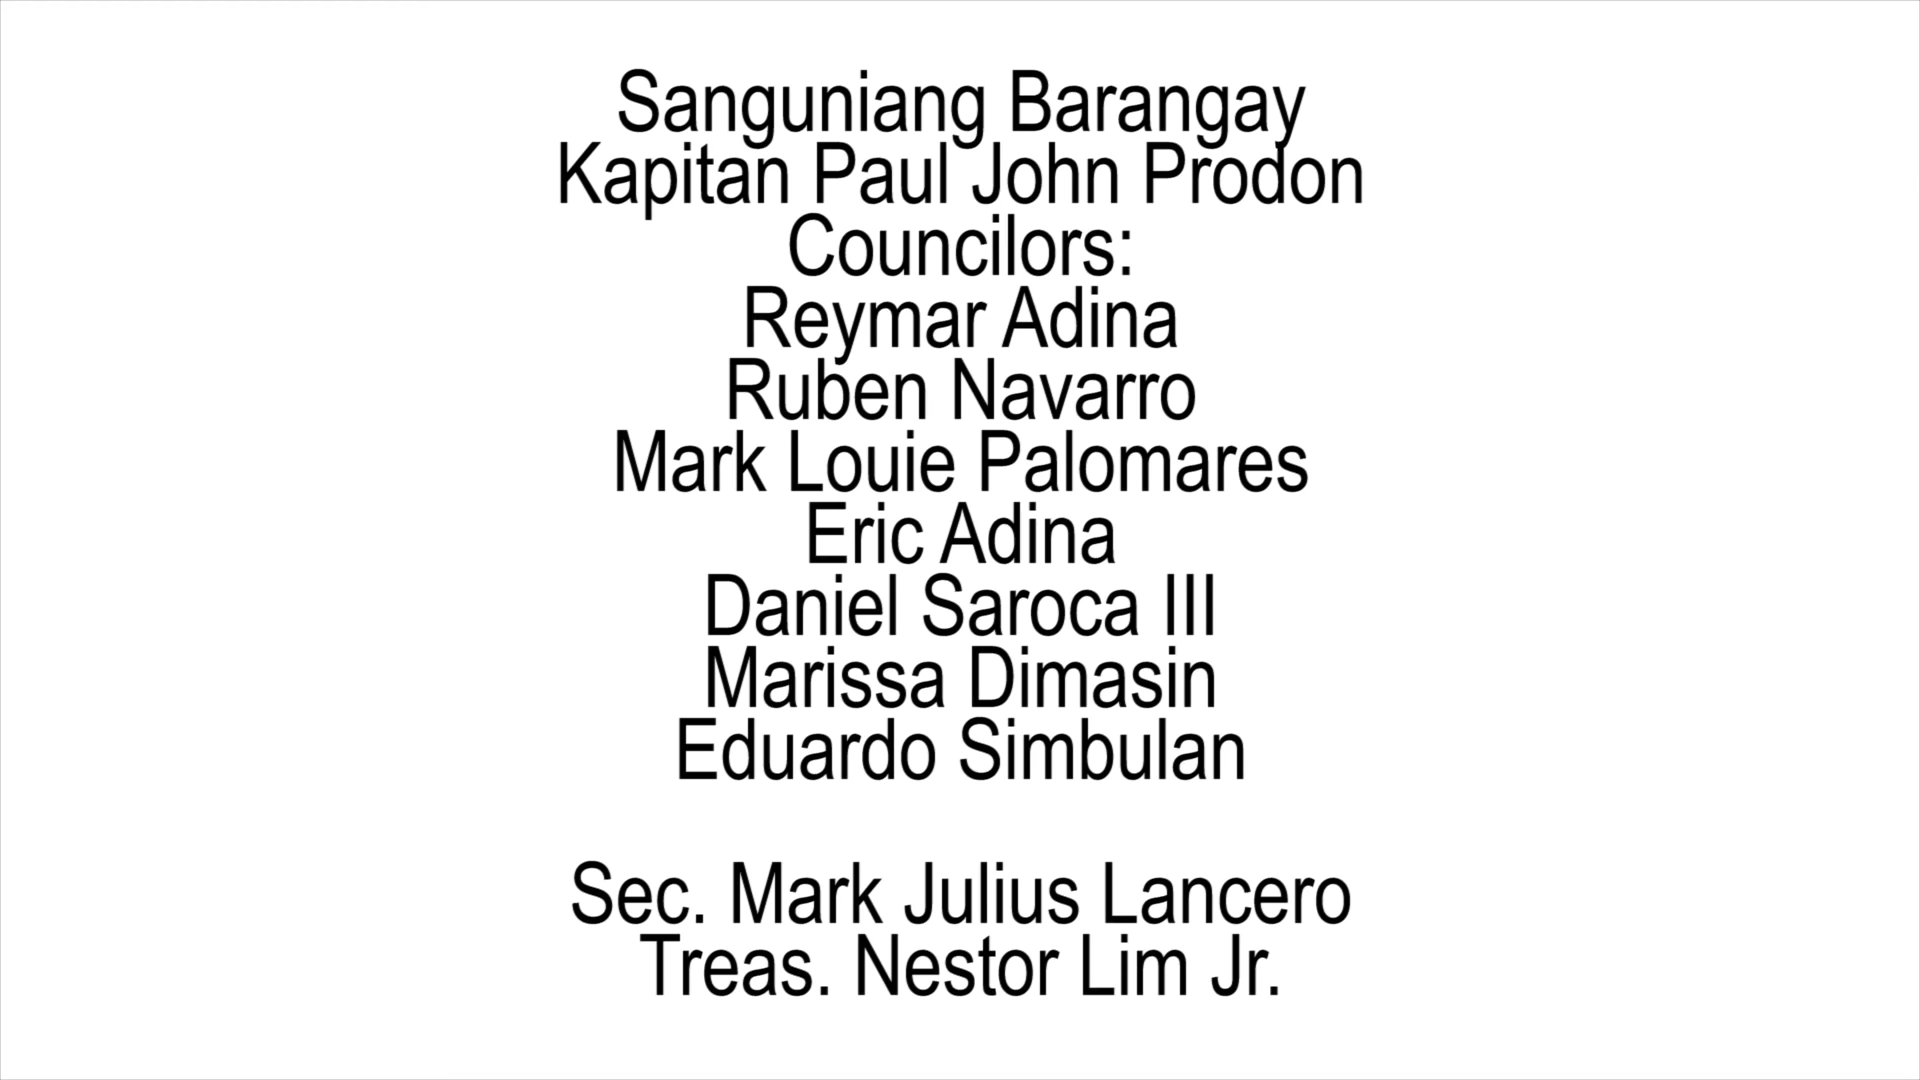 Sanguniang Barangay
Kapitan Paul John Prodon
Councilors:
Reymar Adina
Ruben Navarro
Mark Louie Palomares
Eric Adina
Daniel Saroca III
Marissa Dimasin
Eduardo Simbulan
Sec. Mark Julius Lancero
Treas. Nestor Lim Jr.